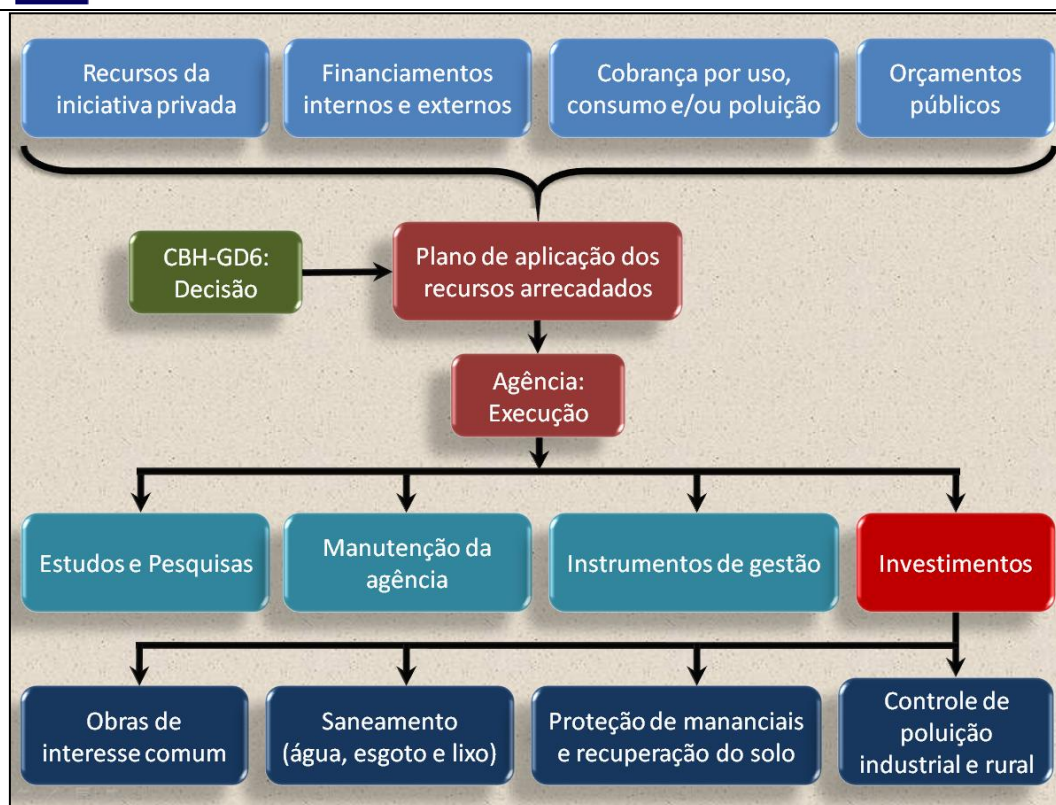 Recursos da
iniciativa privada
Financiamentos
internos e externos
Cobrança por uso,
consumo e/ou poluição
Orçamentos
públicos
CBH-GD6:
Decisão
Plano de aplicação dos
recursos arrecadados
Agência:
Execução
Estudos e Pesquisas
Manutenção da
agência
Instrumentos de gestão
Investimentos
Obras de
interesse comum
Saneamento
(água, esgoto e lixo)
Proteção de mananciais
e recuperação do solo
Controle de
poluição
industrial e rural